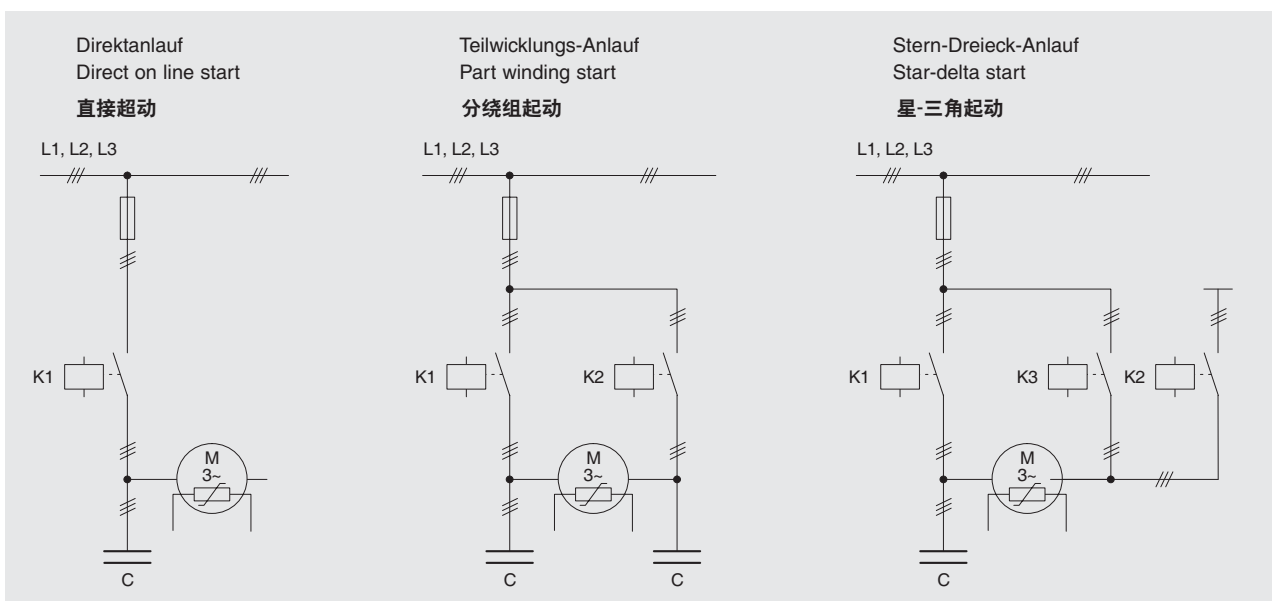 Direktanlauf
Direct on line start
直接超动
L1, L2, L3
K1
M
3~
C
Teilwicklungs-Anlauf
Part winding start
分绕组起动
L1, L2, L3
K1
K2
M
3~
C
C
Stern-Dreieck-Anlauf
Star-delta start
星-三角起动
L1, L2, L3
K1
K3
K2
M
3~
C